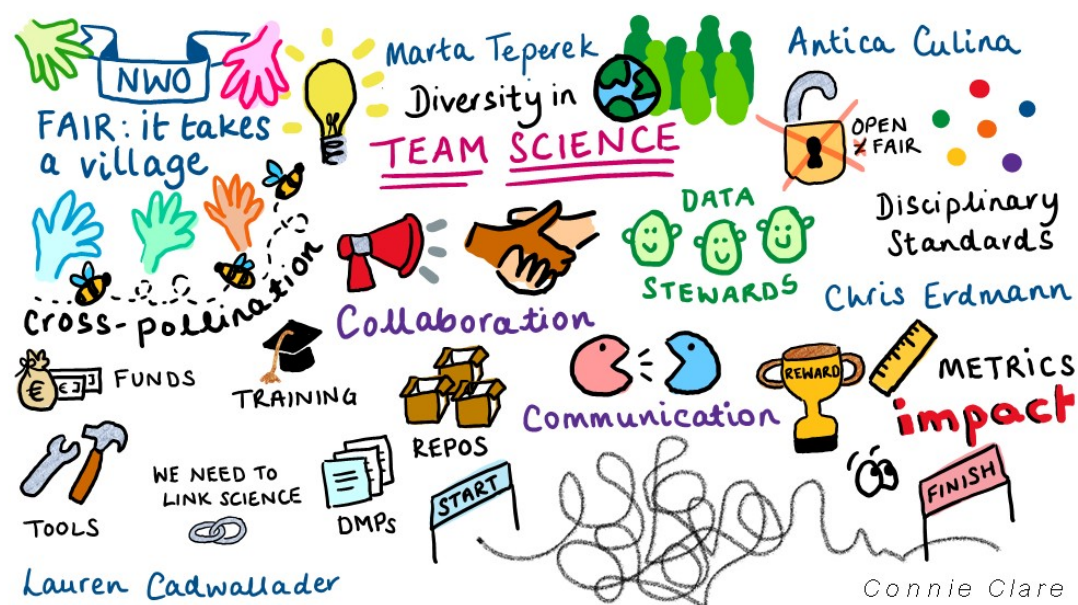 NWO
FAIR: it takes
a village
Marta Teperek
Diversity in
TEAM SCIENCE
Antica Culina
OPEN
≠ FAIR
Disciplinary
Standards
cross-pollination
Collaboration
DATA
STEWARDS
Chris Erdmann
€
FUNDS
TRAINING
REPOS
Communication
REWARD
METRICS
impact
TOOLS
WE NEED TO
LINK SCIENCE
DMPs
START
FINISH
Lauren Cadwallader
Connie Clare